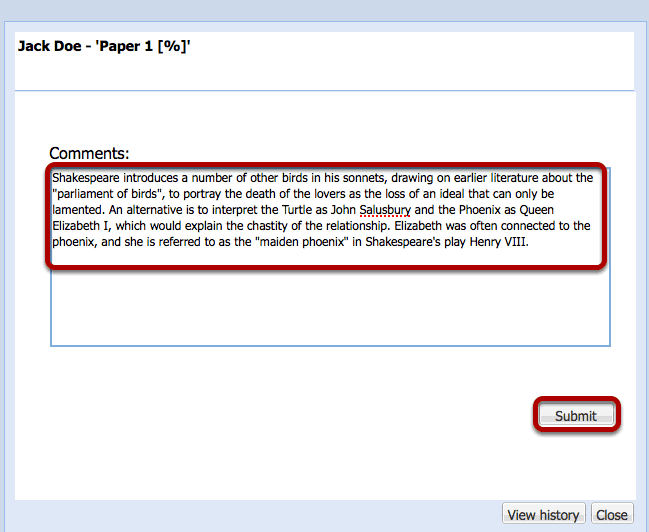 Jack Doe - 'Paper 1 [%]'
Comments:
Shakespeare introduces a number of other birds in his sonnets, drawing on earlier literature about the
"parliament of birds", to portray the death of the lovers as the loss of an ideal that can only be
lamented. An alternative is to interpret the Turtle as John Salusbury and the Phoenix as Queen
Elizabeth I, which would explain the chastity of the relationship. Elizabeth was often connected to the
phoenix, and she is referred to as the "maiden phoenix" in Shakespeare's play Henry VIII.
Submit
View history Close